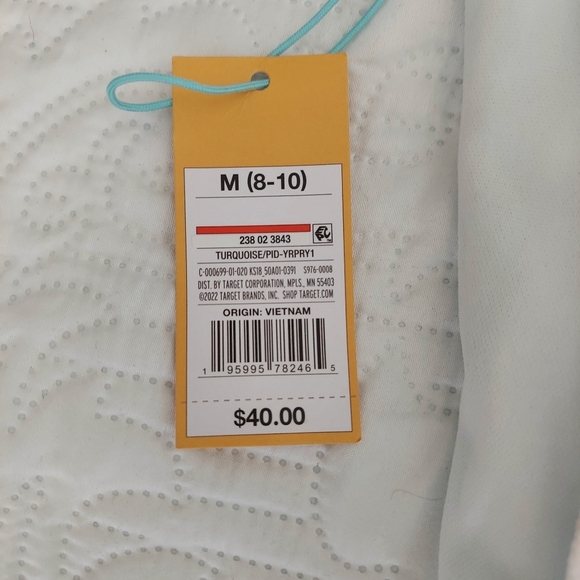 M (8-10)
238 02 3843
TURQUOISE/PID-YRPRY1
C-000699-01-020 KS18_50A01-0391 S976-0008
DIST. BY TARGET CORPORATION, MPLS., MN 55403
©2022 TARGET BRANDS, INC. SHOP TARGET.COM
ORIGIN: VIETNAM
1 95995 78246 5
$40.00